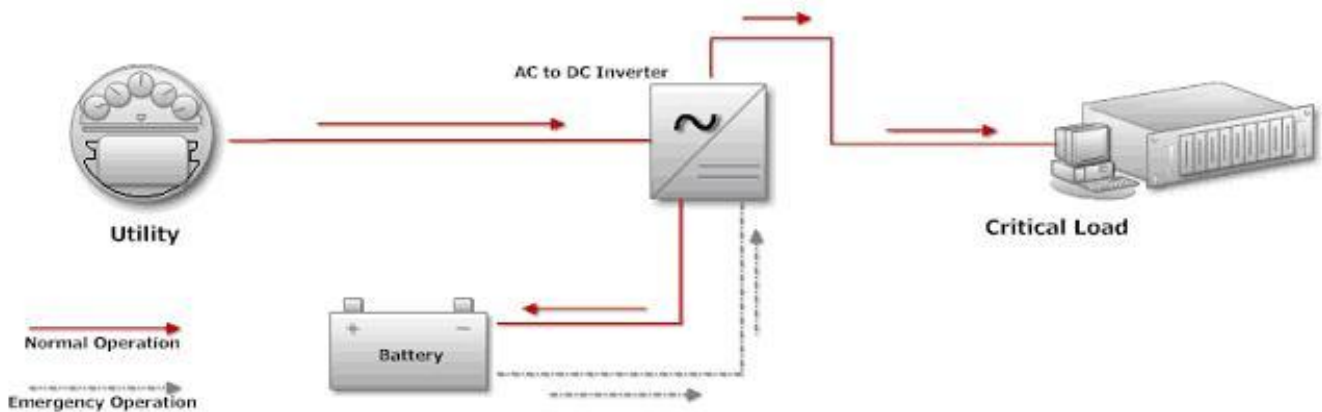 AC to DC Inverter
Utility
Critical Load
Normal Operation
+ −
Battery
Emergency Operation